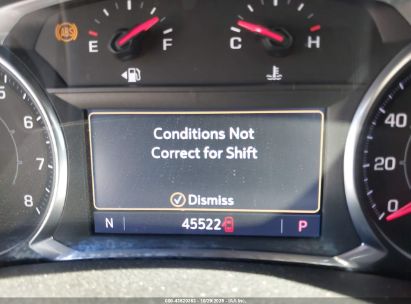 ABS
E F
C H
Conditions Not
Correct for Shift
Dismiss
N 45522 P
5
6
7
8
40
20
0